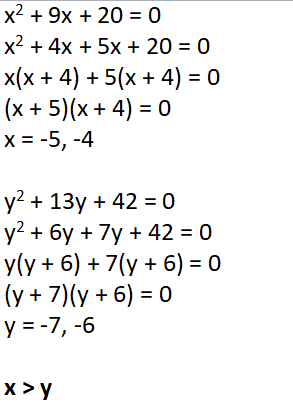 x² + 9x + 20 = 0
x² + 4x + 5x + 20 = 0
x(x + 4) + 5(x + 4) = 0
(x + 5)(x + 4) = 0
x = -5, -4
y² + 13y + 42 = 0
y² + 6y + 7y + 42 = 0
y(y + 6) + 7(y + 6) = 0
(y + 7)(y + 6) = 0
y = -7, -6
x > y